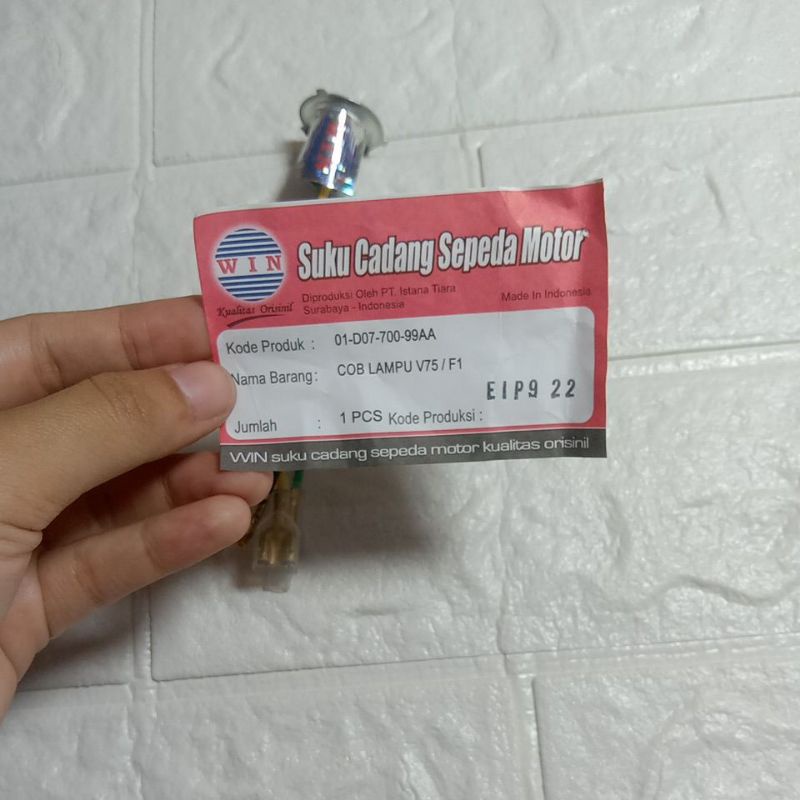 WIN
Kualitas Orisinil
Suku Cadang Sepeda Motor
Diproduksi Oleh PT. Istana Tiara
Surabaya - Indonesia
Made In Indonesia
Kode Produk : 01-D07-700-99AA
Nama Barang : COB LAMPU V75 / F1
EIP9 22
Jumlah : 1 PCS Kode Produksi :
WIN suku cadang sepeda motor kualitas orisinil